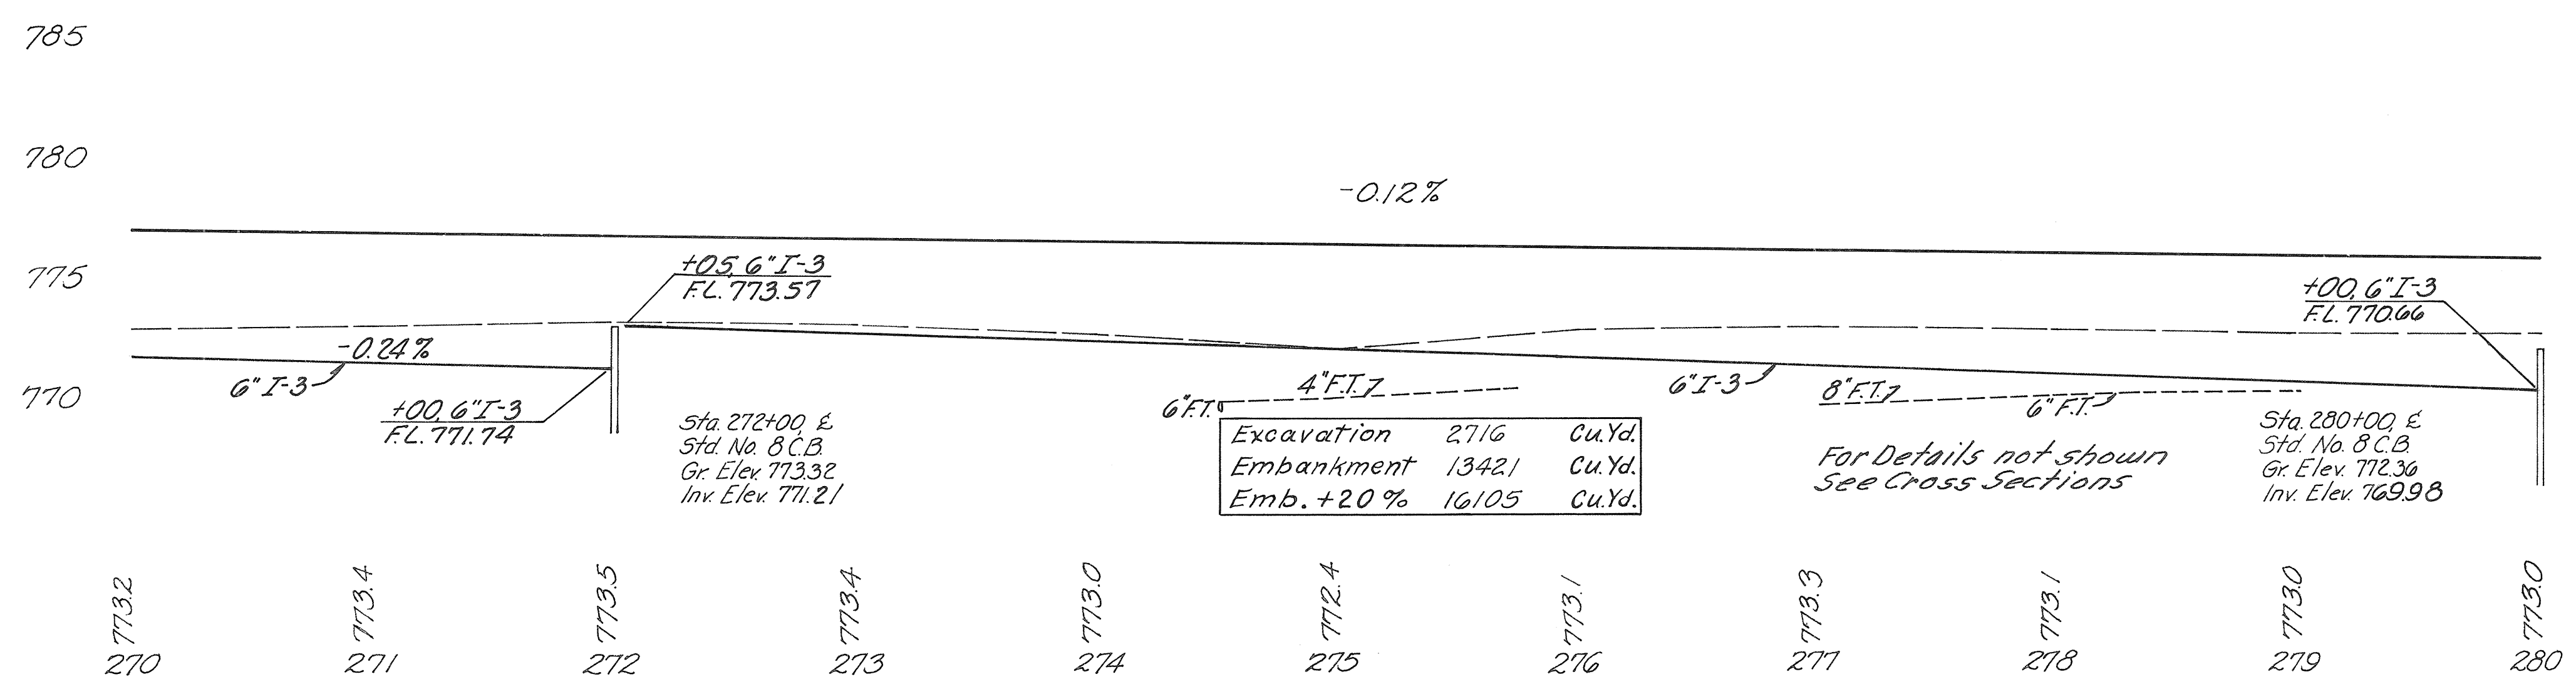 785
780
-0.12%
775
+05, 6" I-3
F.L. 773.57
+00, 6" I-3
F.L. 770.66
-0.24%
6" I-3
770
+00, 6" I-3
F.L. 771.74
6" F.T.
4" F.T.
6" I-3
8" F.T.
6" F.T.
Sta. 272+00, ℄
Std. No. 8 C.B.
Gr. Elev. 773.32
Inv. Elev. 771.21
Excavation 2716 Cu.Yd.
Embankment 13421 Cu.Yd.
Emb. +20% 16105 Cu.Yd.
For Details not shown
See Cross Sections
Sta. 280+00, ℄
Std. No. 8 C.B.
Gr. Elev. 772.36
Inv. Elev. 769.98
773.2 773.4 773.5 773.4 773.0 772.4 773.1 773.3 773.1 773.0 773.0
270 271 272 273 274 275 276 277 278 279 280